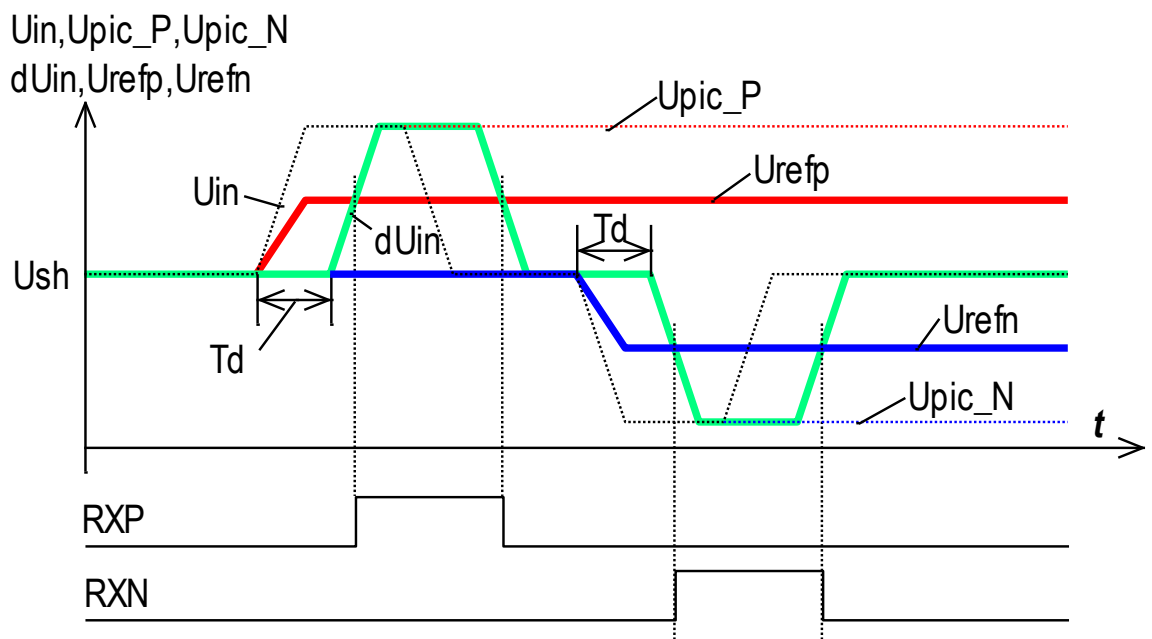 Uin,Upic_P,Upic_N
dUin,Urefp,Urefn
Upic_P
Urefp
Uin
Td
dUin
Ush
Urefn
Td
Upic_N
t
RXP
RXN